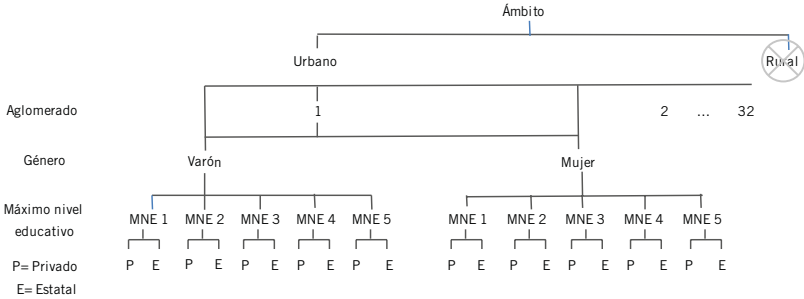 Ámbito
Urbano Rural
Aglomerado 1 2 ... 32
Género Varón Mujer
Máximo nivel
educativo
MNE 1 MNE 2 MNE 3 MNE 4 MNE 5 MNE 1 MNE 2 MNE 3 MNE 4 MNE 5
P= Privado P E P E P E P E P E P E P E P E P E P E
E= Estatal